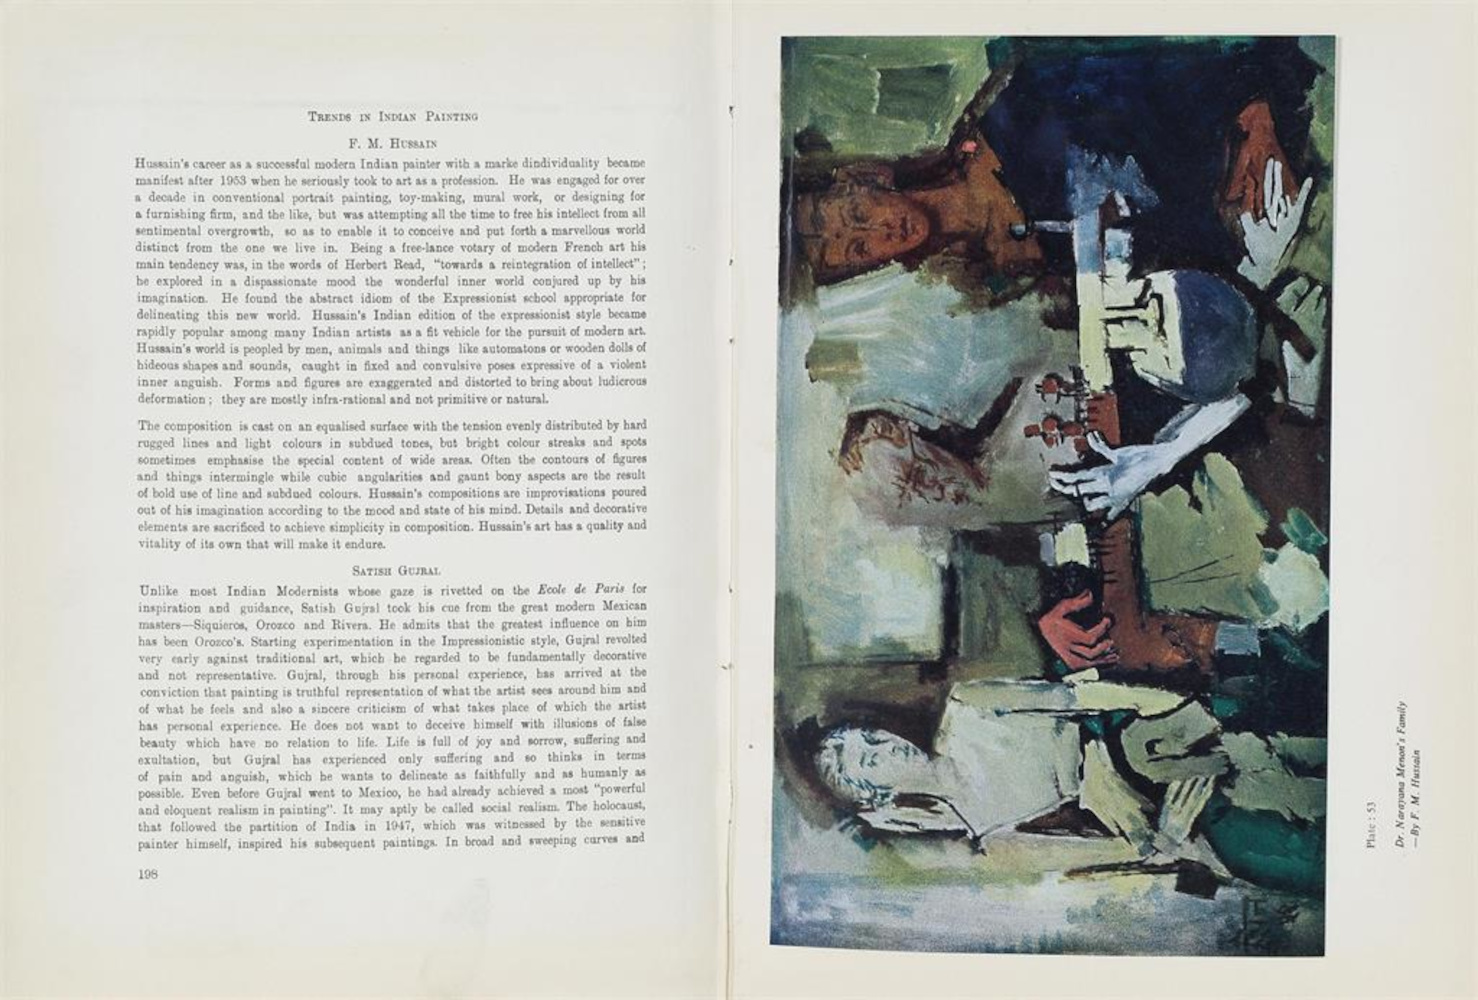 TRENDS IN INDIAN PAINTING
F. M. HUSSAIN
Hussain's career as a successful modern Indian painter with a marke dindividuality became
manifest after 1953 when he seriously took to art as a profession. He was engaged for over
a decade in conventional portrait painting, toy-making, mural work, or designing for
a furnishing firm, and the like, but was attempting all the time to free his intellect from all
sentimental overgrowth, so as to enable it to conceive and put forth a marvellous world
distinct from the one we live in. Being a free-lance votary of modern French art his
main tendency was, in the words of Herbert Read, "towards a reintegration of intellect";
he explored in a dispassionate mood the wonderful inner world conjured up by his
imagination. He found the abstract idiom of the Expressionist school appropriate for
delineating this new world. Hussain's Indian edition of the expressionist style became
rapidly popular among many Indian artists as a fit vehicle for the pursuit of modern art.
Hussain's world is peopled by men, animals and things like automatons or wooden dolls of
hideous shapes and sounds, caught in fixed and convulsive poses expressive of a violent
inner anguish. Forms and figures are exaggerated and distorted to bring about ludicrous
deformation; they are mostly infra-rational and not primitive or natural.
The composition is cast on an equalised surface with the tension evenly distributed by hard
rugged lines and light colours in subdued tones, but bright colour streaks and spots
sometimes emphasise the special content of wide areas. Often the contours of figures
and things intermingle while cubic angularities and gaunt bony aspects are the result
of bold use of line and subdued colours. Hussain's compositions are improvisations poured
out of his imagination according to the mood and state of his mind. Details and decorative
elements are sacrificed to achieve simplicity in composition. Hussain's art has a quality and
vitality of its own that will make it endure.
SATISH GUJRAL
Unlike most Indian Modernists whose gaze is rivetted on the Ecole de Paris for
inspiration and guidance, Satish Gujral took his cue from the great modern Mexican
masters—Siquieros, Orozco and Rivera. He admits that the greatest influence on him
has been Orozco's. Starting experimentation in the Impressionistic style, Gujral revolted
very early against traditional art, which he regarded to be fundamentally decorative
and not representative. Gujral, through his personal experience, has arrived at the
conviction that painting is truthful representation of what the artist sees around him and
of what he feels and also a sincere criticism of what takes place of which the artist
has personal experience. He does not want to deceive himself with illusions of false
beauty which have no relation to life. Life is full of joy and sorrow, suffering and
exultation, but Gujral has experienced only suffering and so thinks in terms
of pain and anguish, which he wants to delineate as faithfully and as humanly as
possible. Even before Gujral went to Mexico, he had already achieved a most "powerful
and eloquent realism in painting". It may aptly be called social realism. The holocaust,
that followed the partition of India in 1947, which was witnessed by the sensitive
painter himself, inspired his subsequent paintings. In broad and sweeping curves and
198
Plate : 53
Dr. Narayana Menon's Family
—By F. M. Hussain